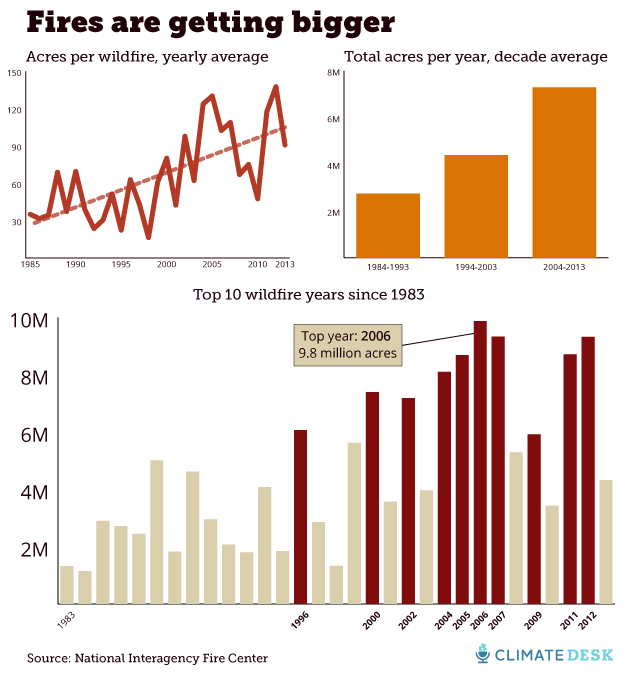 Fires are getting bigger
Acres per wildfire, yearly average
150
120
90
60
30
1985
1990
1995
2000
2005
2010
2013
Total acres per year, decade average
8M
6M
4M
2M
1984-1993
1994-2003
2004-2013
Top 10 wildfire years since 1983
10M
8M
6M
4M
2M
Top year: 2006
9.8 million acres
1983
1996
2000
2002
2004
2005
2006
2007
2009
2011
2012
Source: National Interagency Fire Center
CLIMATE DESK